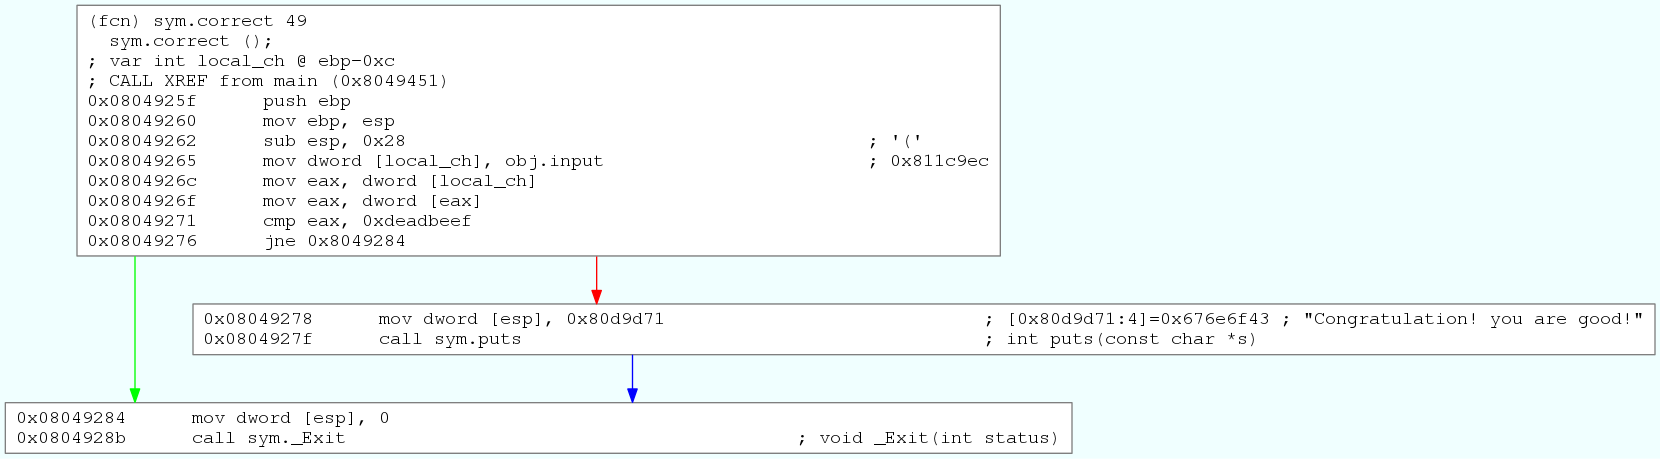 (fcn) sym.correct 49
sym.correct ();
; var int local_ch @ ebp-0xc
; CALL XREF from main (0x8049451)
0x0804925f push ebp
0x08049260 mov ebp, esp
0x08049262 sub esp, 0x28 ; '('
0x08049265 mov dword [local_ch], obj.input ; 0x811c9ec
0x0804926c mov eax, dword [local_ch]
0x0804926f mov eax, dword [eax]
0x08049271 cmp eax, 0xdeadbeef
0x08049276 jne 0x8049284
0x08049278 mov dword [esp], 0x80d9d71 ; [0x80d9d71:4]=0x676e6f43 ; "Congratulation! you are good!"
0x0804927f call sym.puts ; int puts(const char *s)
0x08049284 mov dword [esp], 0
0x0804928b call sym._Exit ; void _Exit(int status)